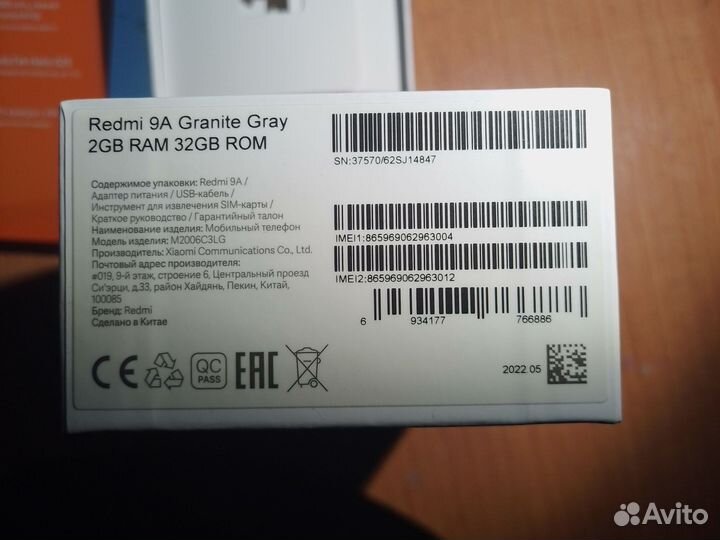 Redmi 9A Granite Gray
2GB RAM 32GB ROM
Содержимое упаковки: Redmi 9A /
Адаптер питания / USB-кабель /
Инструмент для извлечения SIM-карты /
Краткое руководство / Гарантийный талон
Наименование изделия: Мобильный телефон
Модель изделия: M2006C3LG
Производитель: Xiaomi Communications Co., Ltd.
Почтовый адрес производителя:
#019, 9-й этаж, строение 6, Центральный проезд
Си'эрци, д.33, район Хайдянь, Пекин, Китай,
100085
Бренд: Redmi
Сделано в Китае
CE
QC
PASS
EAC
SN:37570/62SJ14847
IMEI1:865969062963004
IMEI2:865969062963012
6 934177 766886
2022.05
Avito